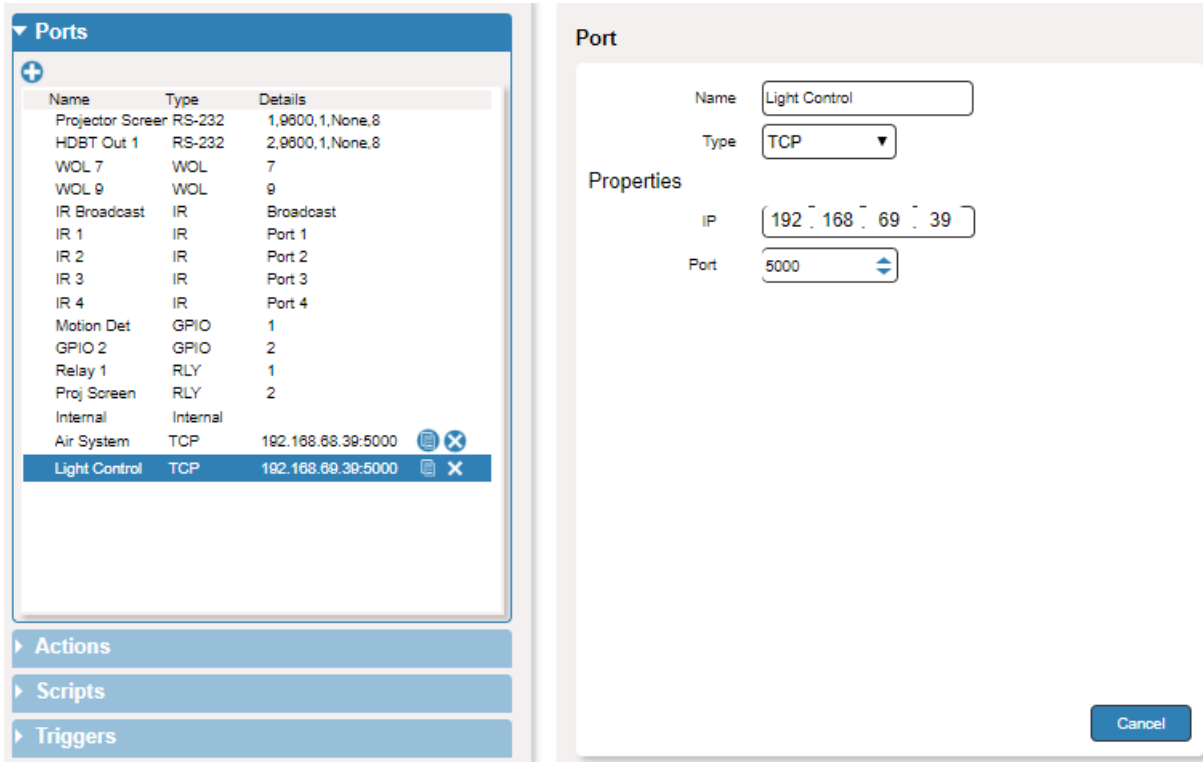 Ports
Name Type Details
Projector Screer RS-232 1,9600,1,None,8
HDBT Out 1 RS-232 2,9600,1,None,8
WOL 7 WOL 7
WOL 9 WOL 9
IR Broadcast IR Broadcast
IR 1 IR Port 1
IR 2 IR Port 2
IR 3 IR Port 3
IR 4 IR Port 4
Motion Det GPIO 1
GPIO 2 GPIO 2
Relay 1 RLY 1
Proj Screen RLY 2
Internal Internal
Air System TCP 192.168.68.39:5000
Light Control TCP 192.168.69.39:5000
Actions
Scripts
Triggers
Port
Name Light Control
Type TCP
Properties
IP 192 . 168 . 69 . 39
Port 5000
Cancel